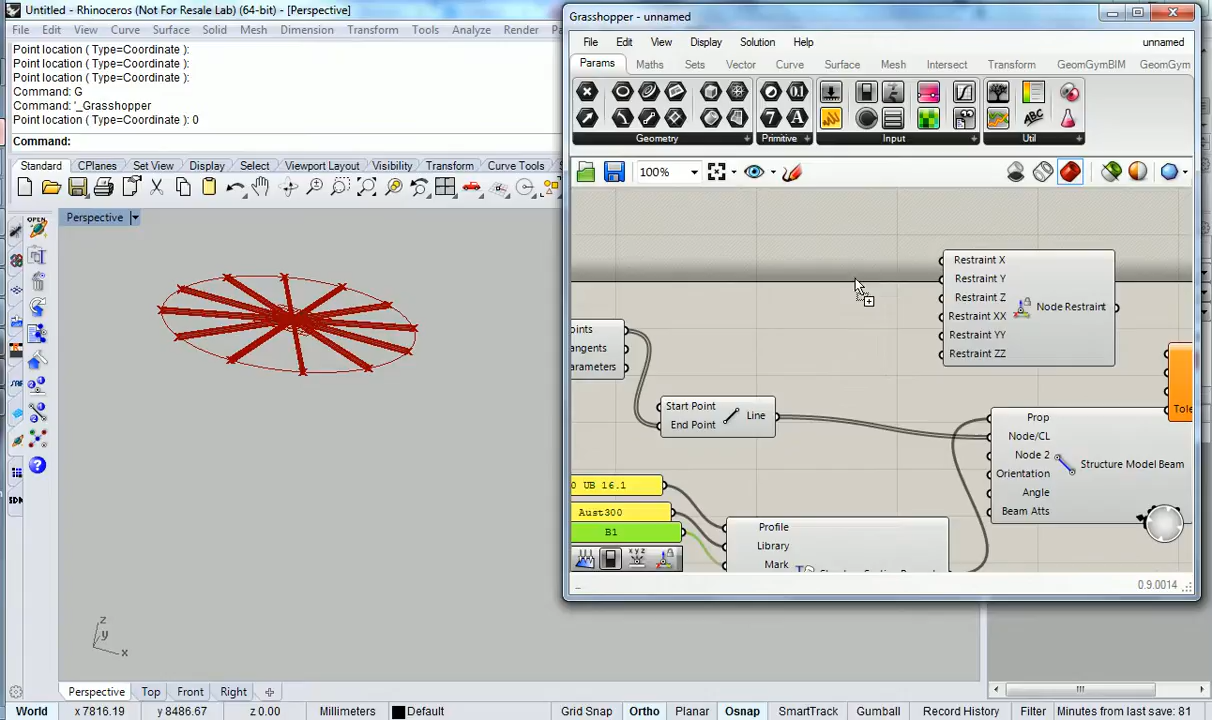 Untitled - Rhinoceros (Not For Resale Lab) (64-bit) - [Perspective]
File Edit View Curve Surface Solid Mesh Dimension Transform Tools Analyze Render
Point location ( Type=Coordinate ):
Point location ( Type=Coordinate ):
Point location ( Type=Coordinate ):
Command: G
Command: '_Grasshopper
Point location ( Type=Coordinate ): 0
Command:
Standard CPlanes Set View Display Select Viewport Layout Visibility Transform Curve Tools
Perspective
OPEN
z
y
x
Perspective Top Front Right
World x 7816.19 y 8486.67 z 0.00 Millimeters Default Grid Snap Ortho Planar Osnap SmartTrack Gumball Record History Filter Minutes from last save: 81
Grasshopper - unnamed
File Edit View Display Solution Help unnamed
Params Maths Sets Vector Curve Surface Mesh Intersect Transform GeomGymBIM GeomGym
Geometry Primitive Input Util
100%
Restraint X
Restraint Y
Restraint Z
Restraint XX
Restraint YY
Restraint ZZ
Node Restraint
oints
angents
arameters
Start Point
End Point
Line
Prop
Node/CL
Node 2
Orientation
Angle
Beam Atts
Structure Model Beam
Tole
0 UB 16.1
Aust300
B1
Profile
Library
Mark
0.9.0014